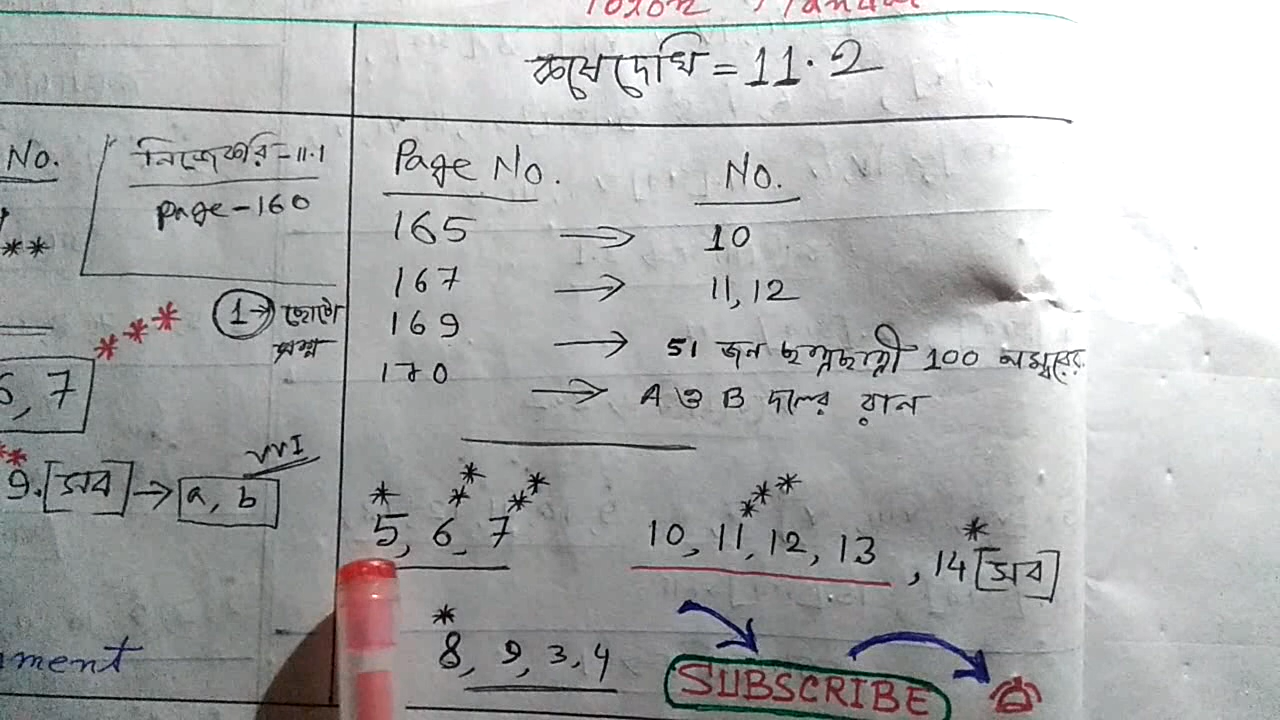 কষে দেখি = 11.2
No.
**
***
6, 7
**
9. [সব] → a, b
VVI
ment
নিজে করি - 11.1
Page - 160
1 → ছোটো প্রশ্ন
Page No. No.
165 → 10
167 → 11, 12
169 → 51 জন ছাত্রছাত্রী 100 নম্বরের
170 → A ও B দলের রান
* ** **
5, 6, 7
*** *
10, 11, 12, 13, 14 [সব]
*
8, 9, 3, 4
SUBSCRIBE